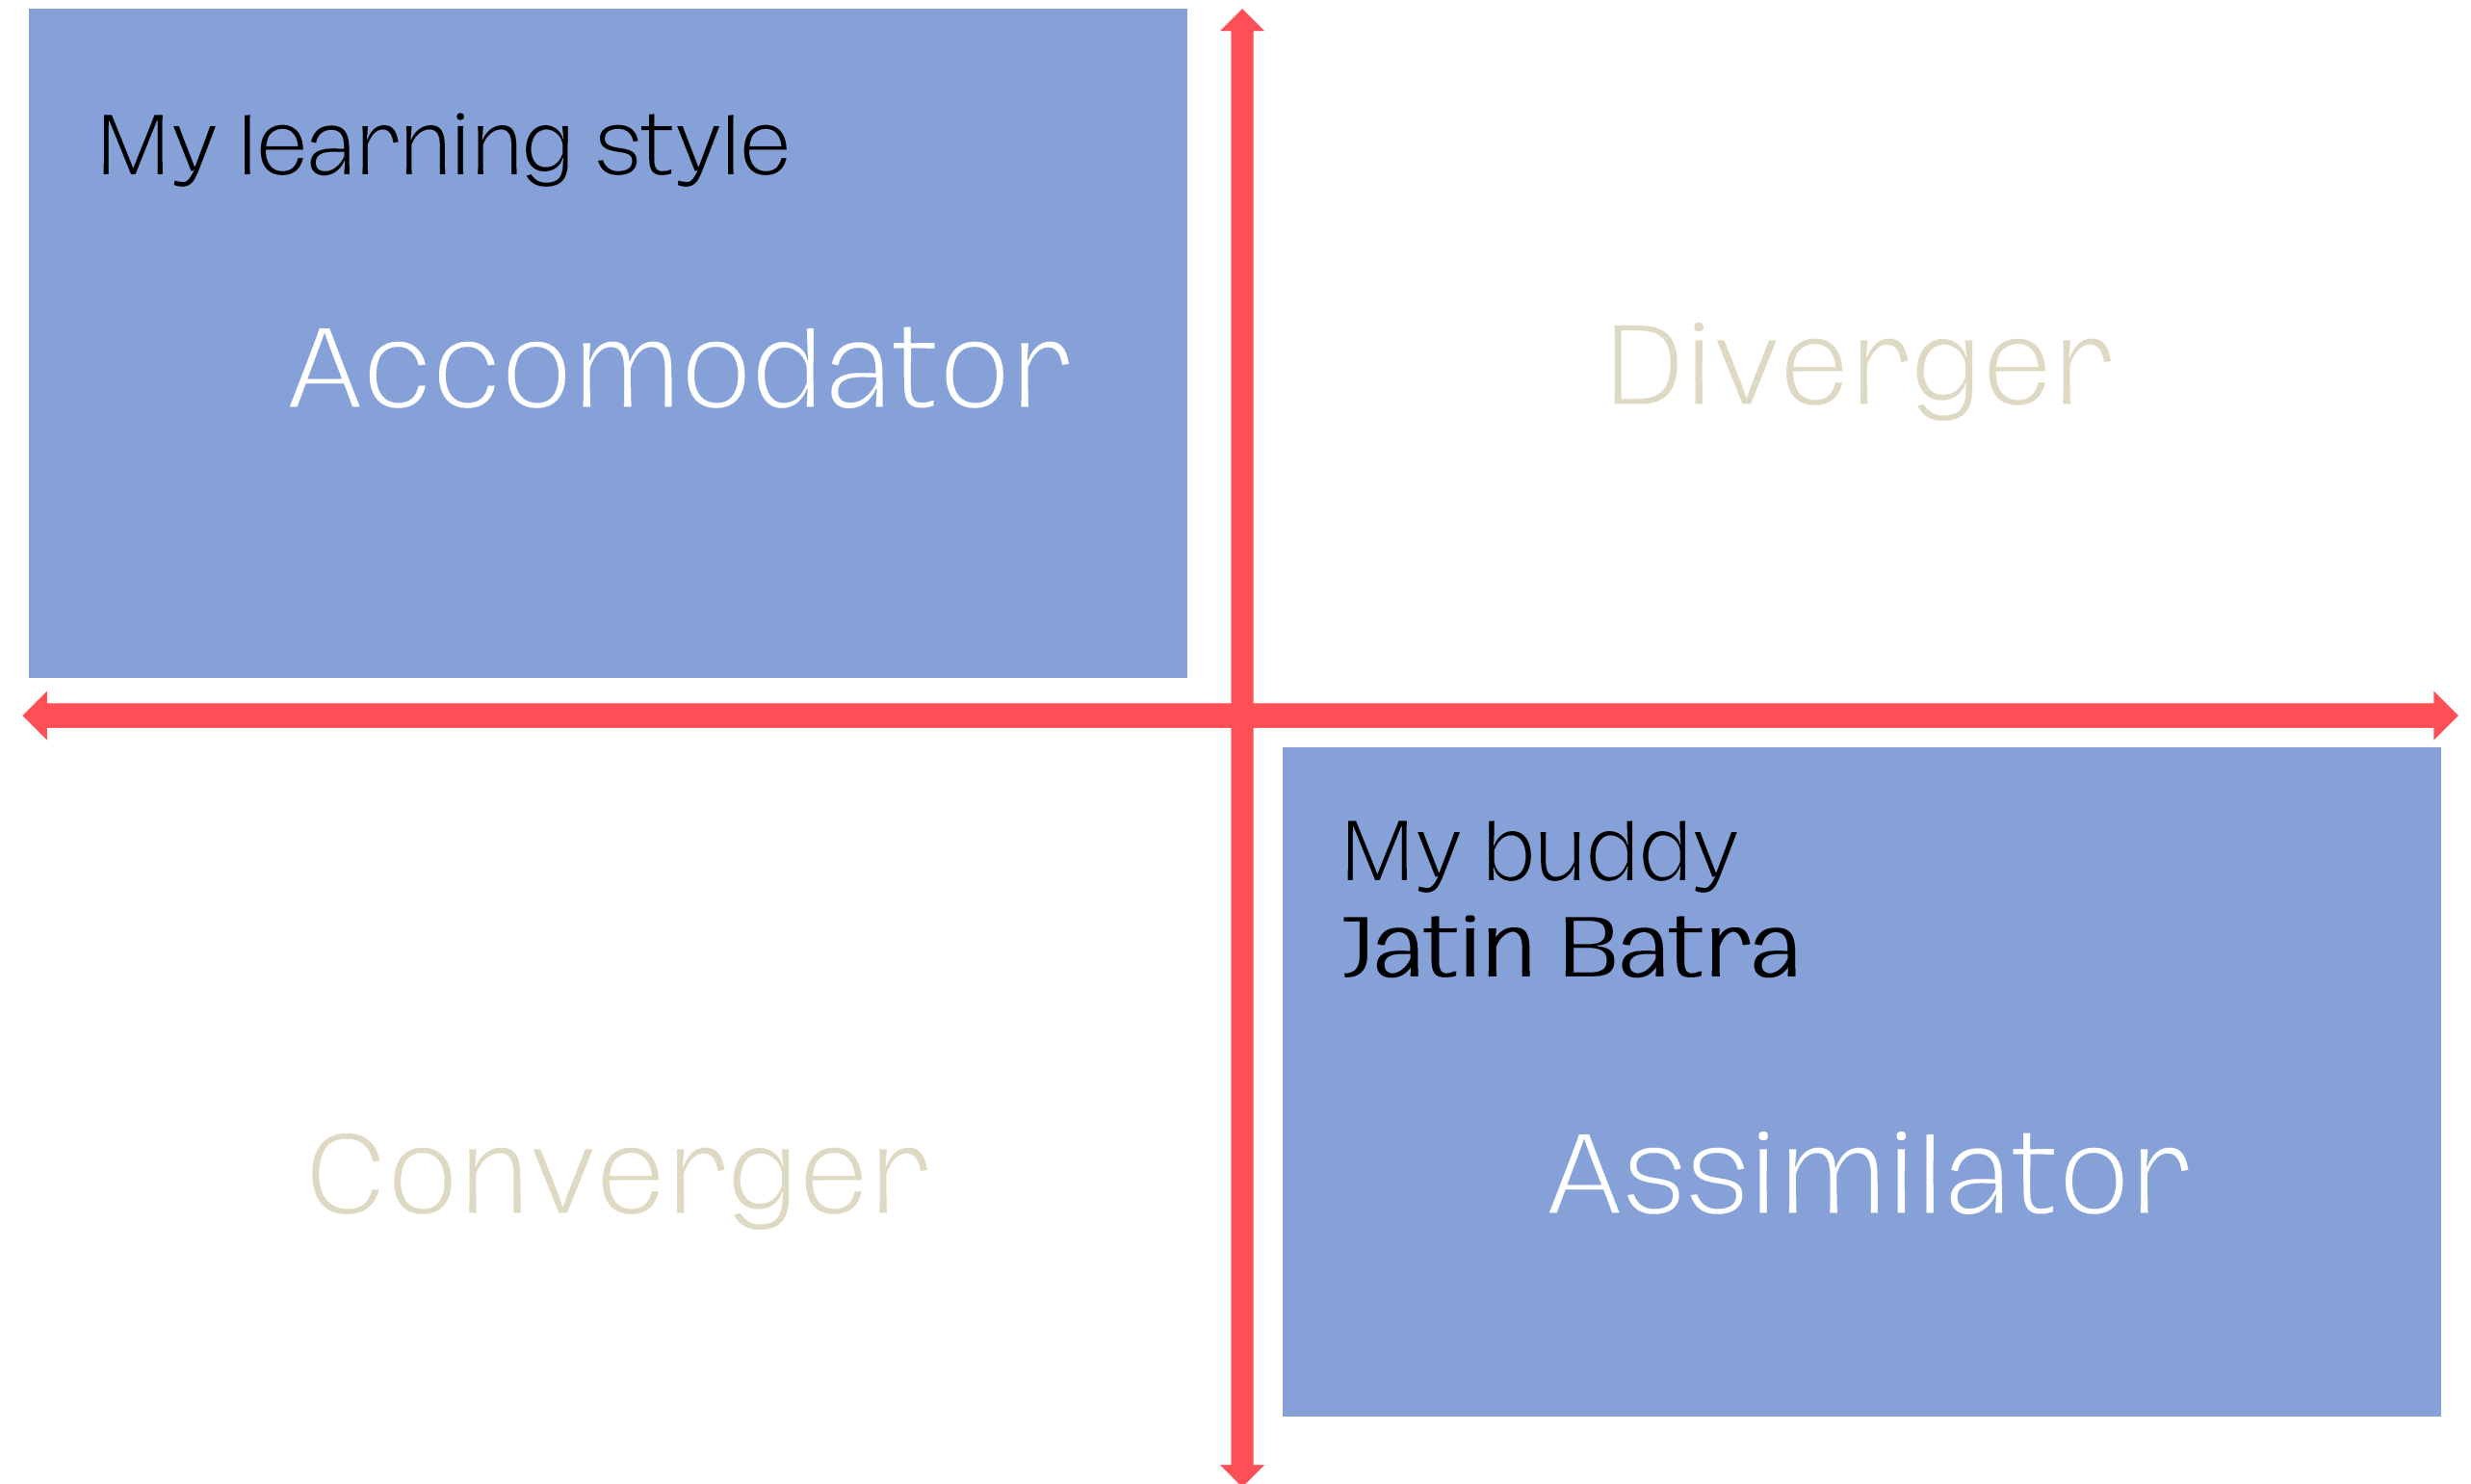 My learning style
Accomodator
Diverger
My buddy
Jatin Batra
Converger
Assimilator